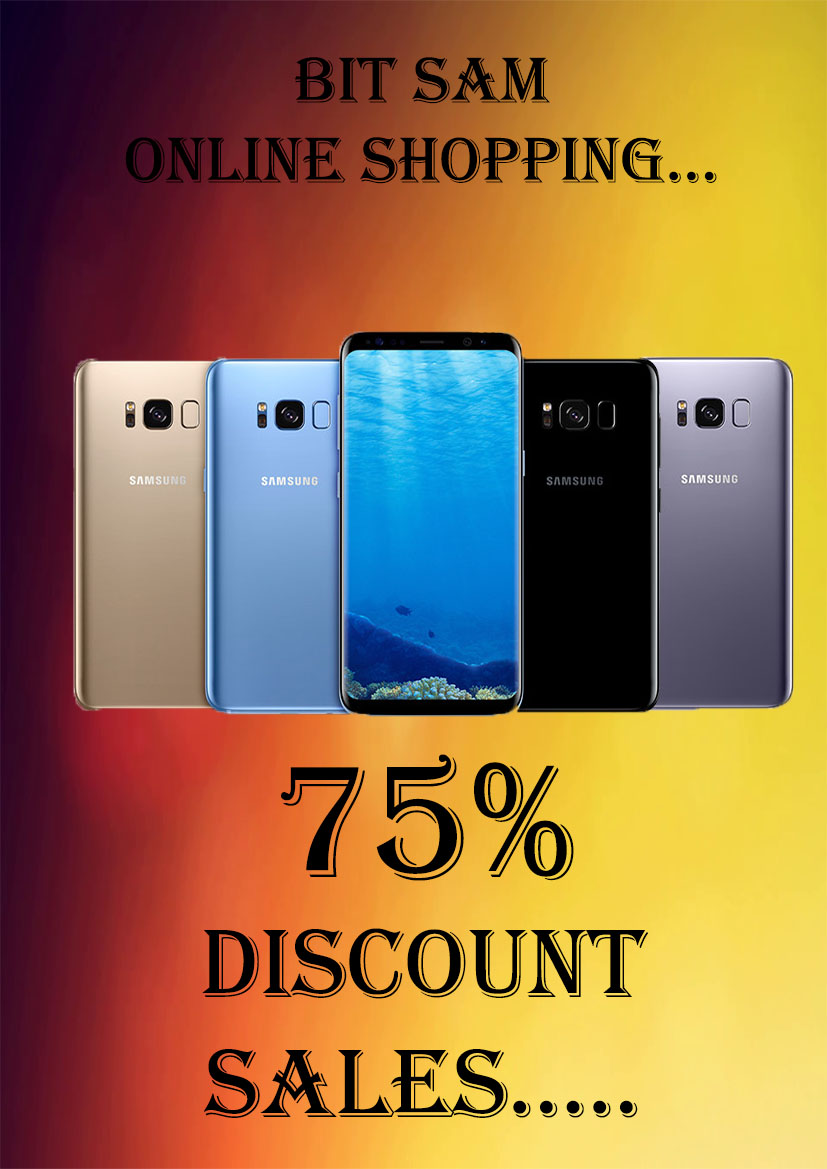 BIT SAM
ONLINE SHOPPING...
SAMSUNG
SAMSUNG
SAMSUNG
SAMSUNG
75%
DISCOUNT
SALES.....